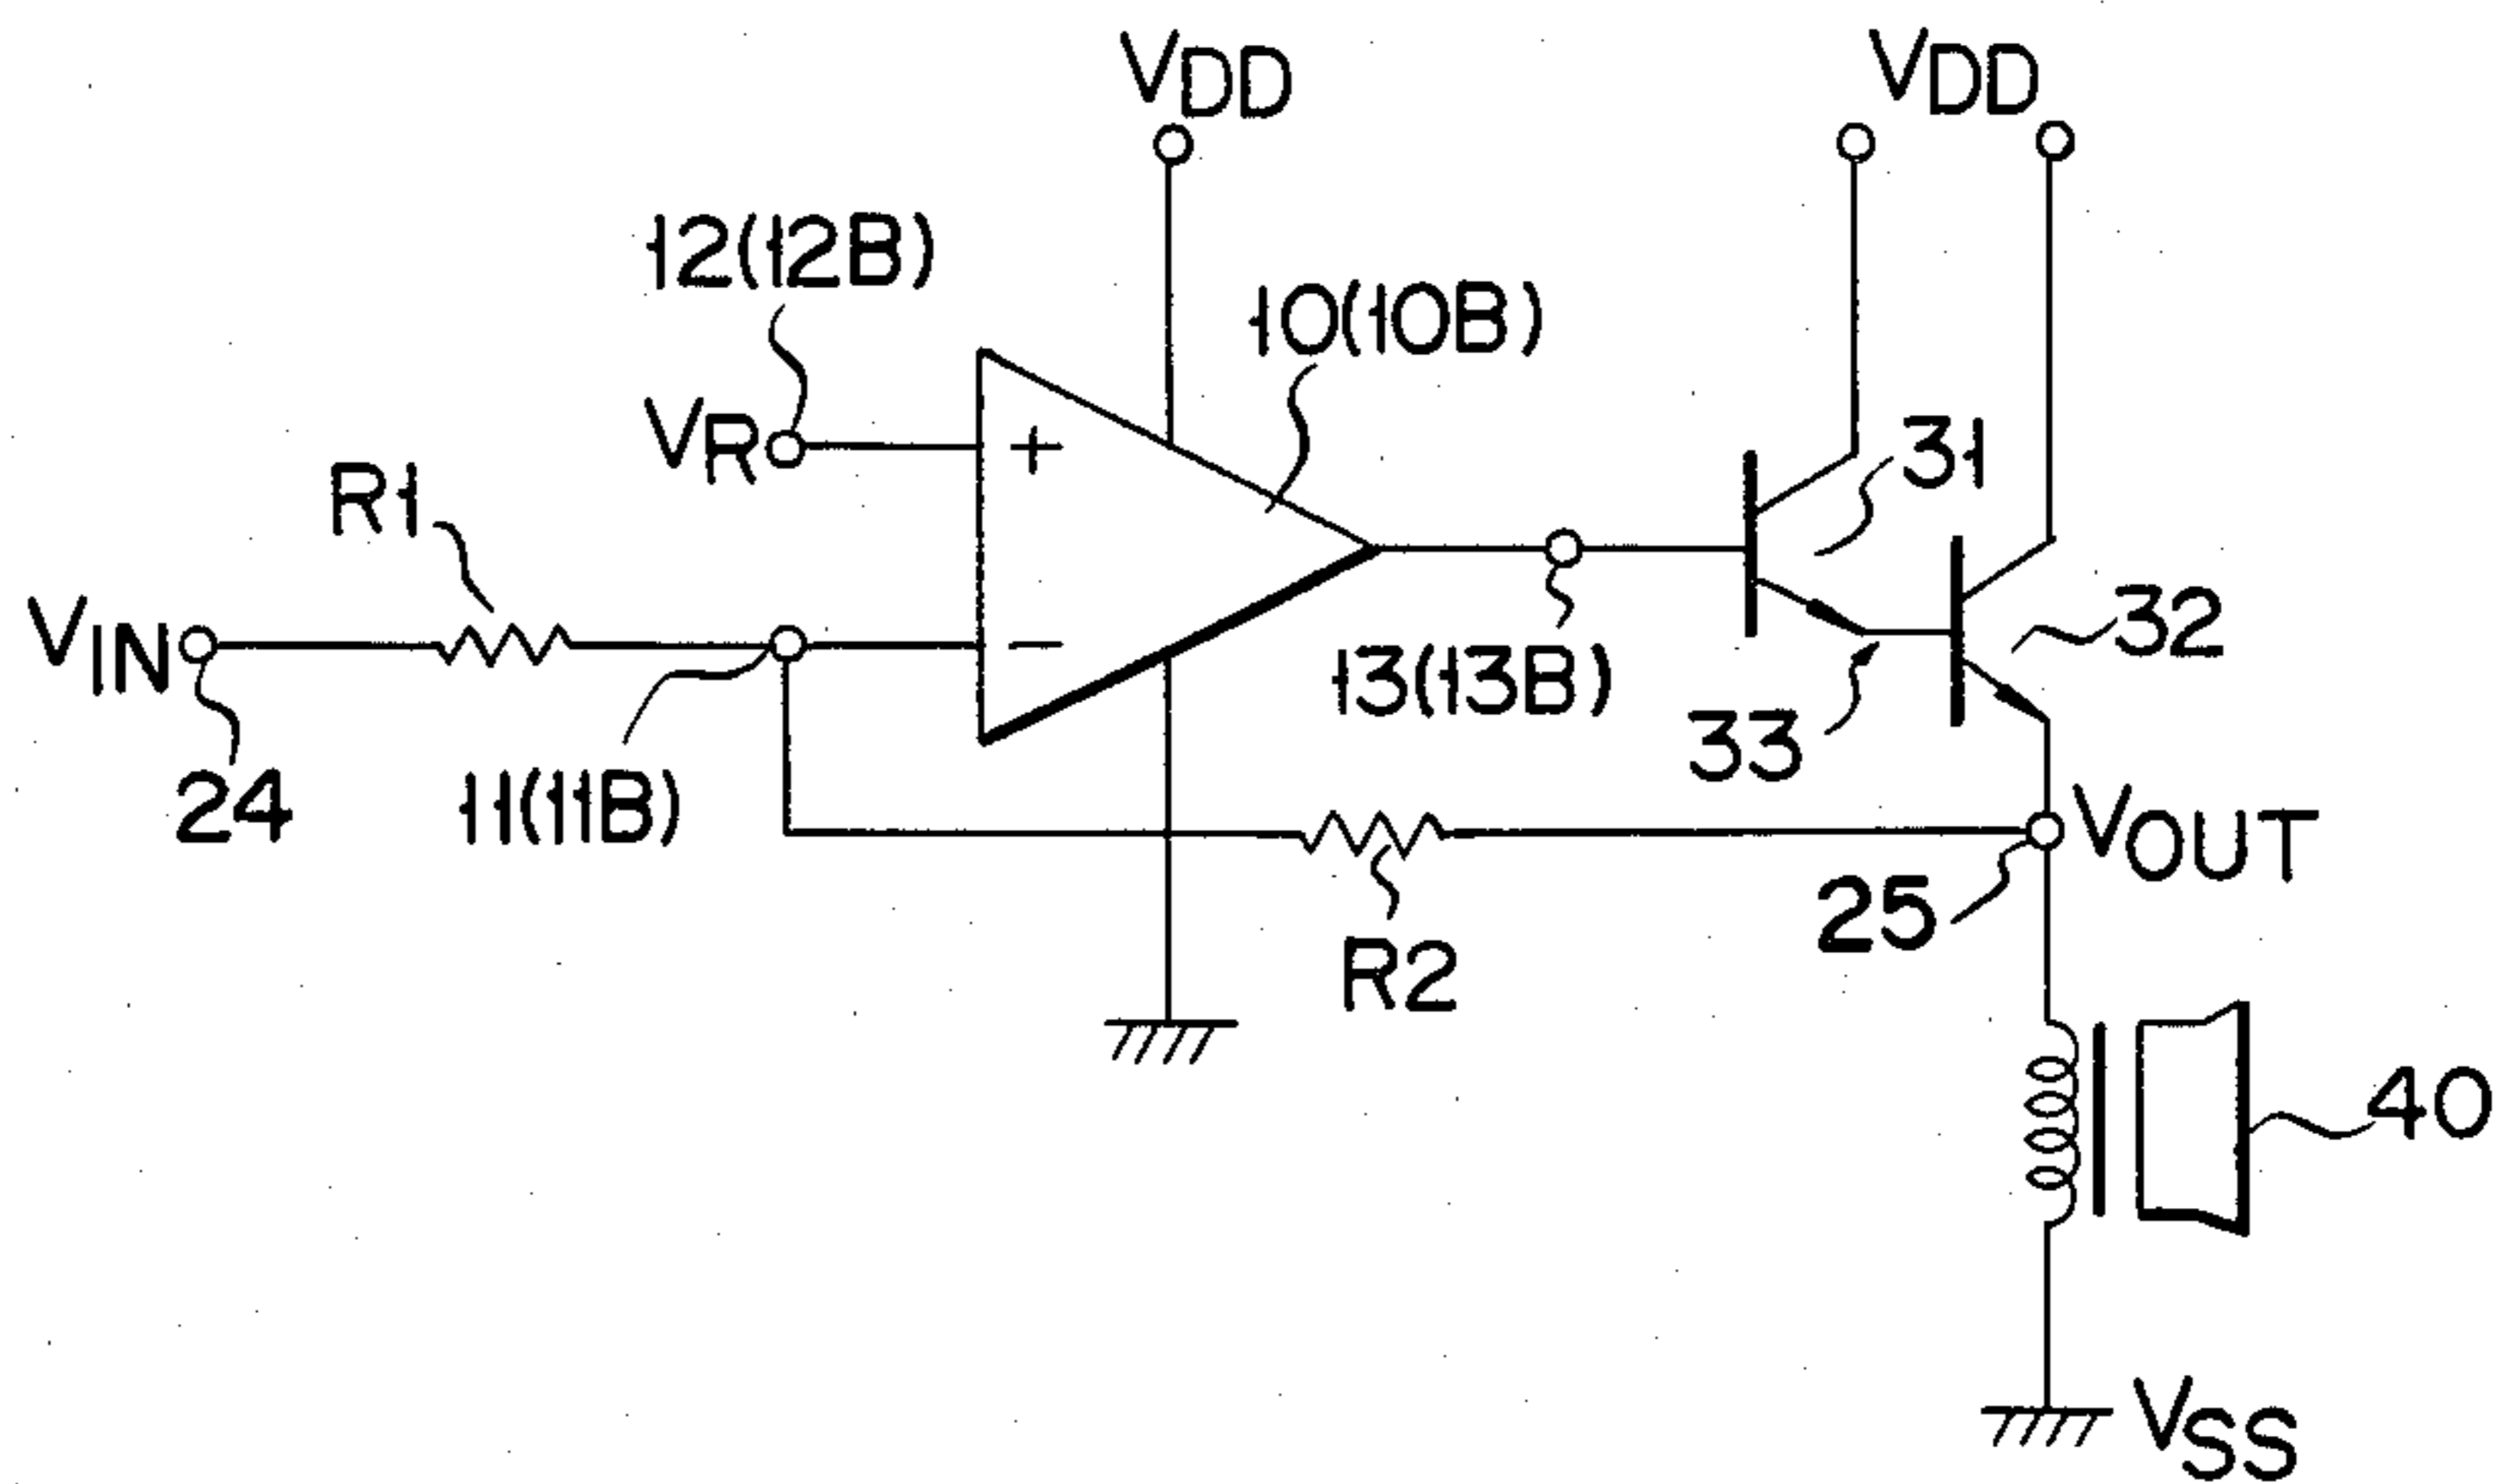 VDD
VDD
12(12B)
10(10B)
VR
R1
31
VIN
32
13(13B)
33
24
11(11B)
VOUT
25
R2
40
VSS